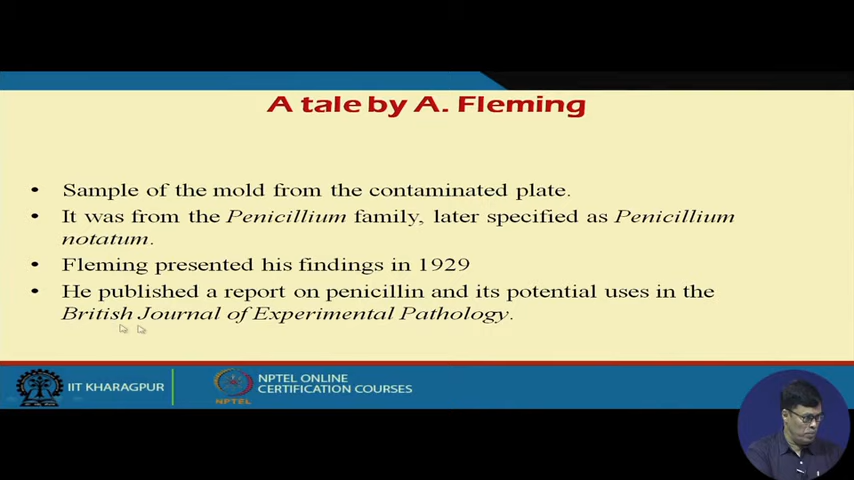 A tale by A. Fleming
• Sample of the mold from the contaminated plate.
• It was from the Penicillium family, later specified as Penicillium
notatum.
• Fleming presented his findings in 1929
• He published a report on penicillin and its potential uses in the
British Journal of Experimental Pathology.
IIT KHARAGPUR
NPTEL
NPTEL ONLINE
CERTIFICATION COURSES